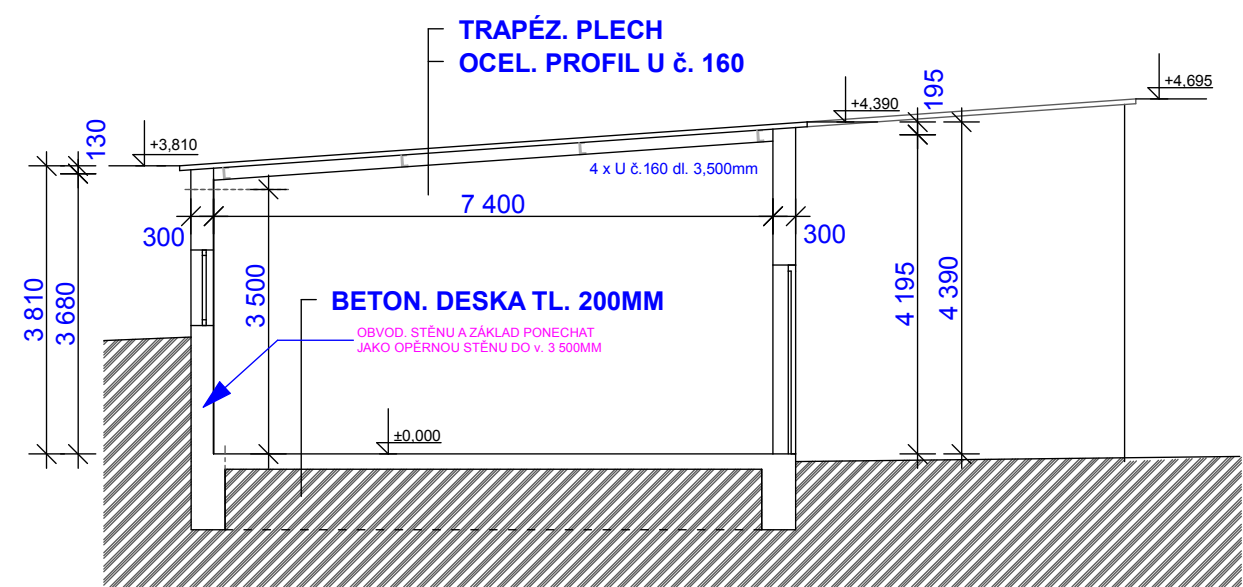 TRAPÉZ. PLECH
OCEL. PROFIL U č. 160
+4,695
+4,390
195
+3,810
130
4 x U č.160 dl. 3,500mm
7 400
300
300
3 810
3 680
3 500
4 195
4 390
BETON. DESKA TL. 200MM
OBVOD. STĚNU A ZÁKLAD PONECHAT
JAKO OPĚRNOU STĚNU DO v. 3 500MM
±0,000